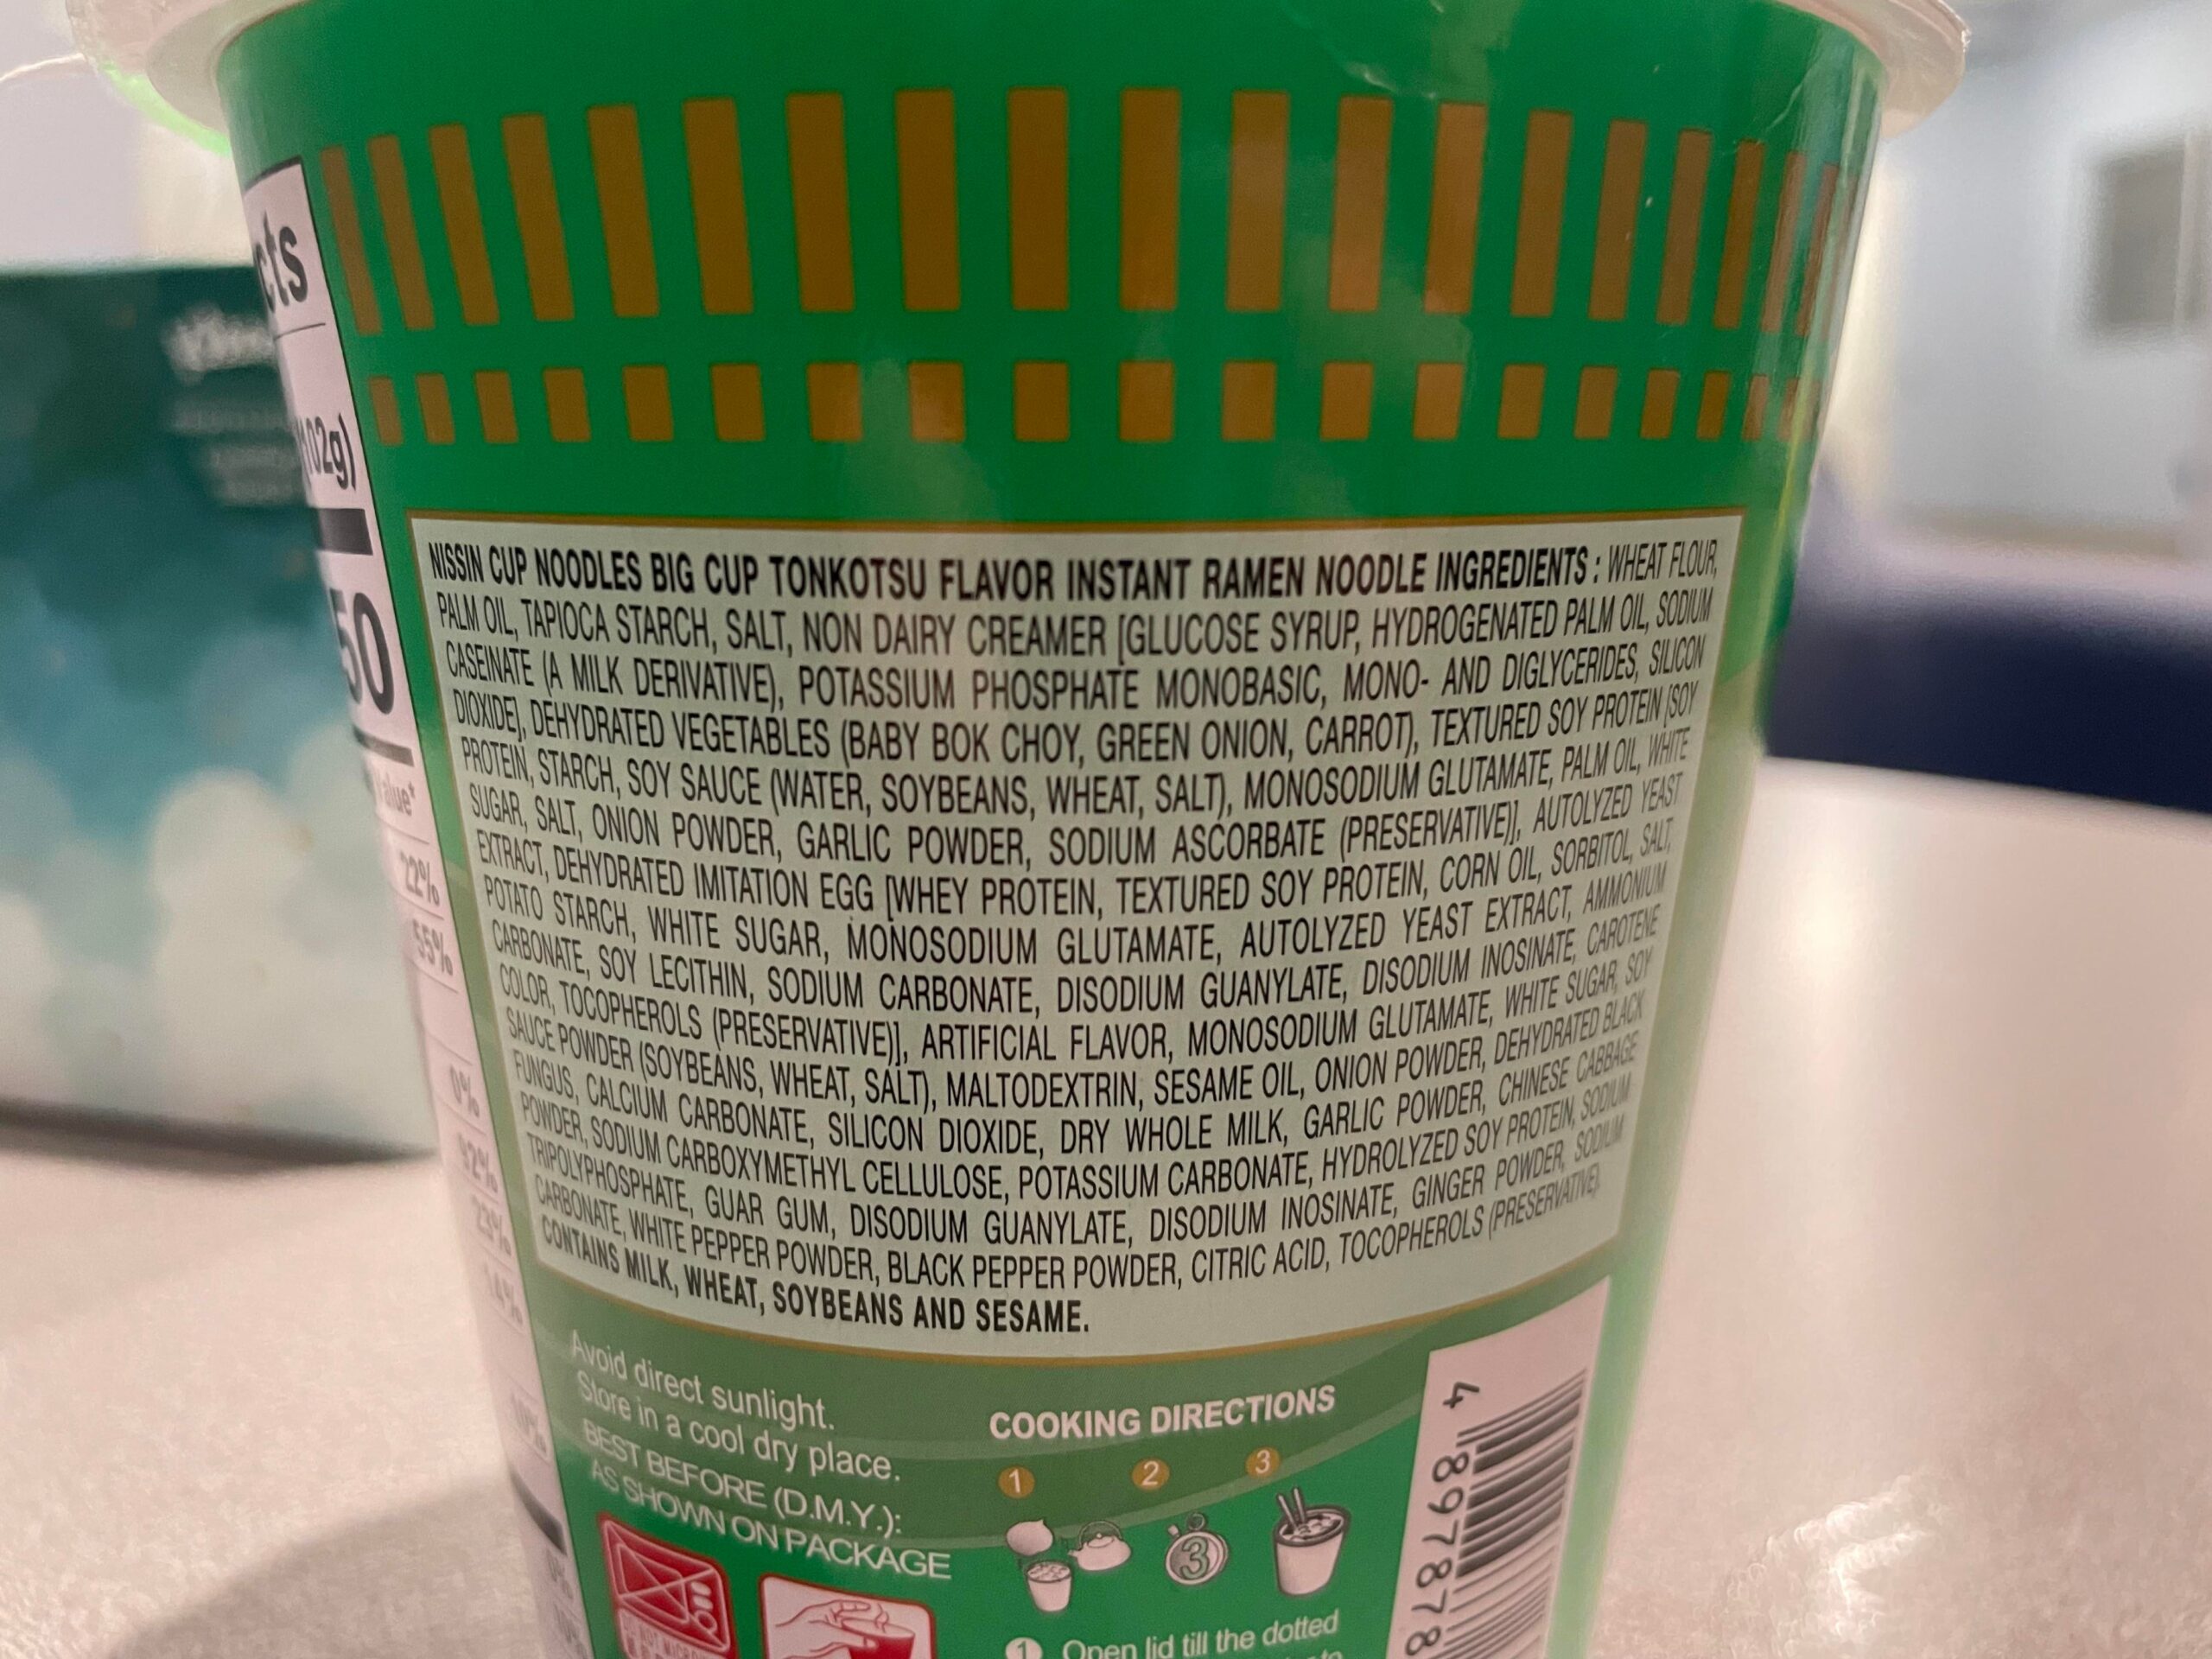 cts
(102g)
50
Value*
22%
55%
0%
92%
23%
14%
NISSIN CUP NOODLES BIG CUP TONKOTSU FLAVOR INSTANT RAMEN NOODLE INGREDIENTS : WHEAT FLOUR,
PALM OIL, TAPIOCA STARCH, SALT, NON DAIRY CREAMER [GLUCOSE SYRUP, HYDROGENATED PALM OIL, SODIUM
CASEINATE (A MILK DERIVATIVE), POTASSIUM PHOSPHATE MONOBASIC, MONO- AND DIGLYCERIDES, SILICON
DIOXIDE], DEHYDRATED VEGETABLES (BABY BOK CHOY, GREEN ONION, CARROT), TEXTURED SOY PROTEIN [SOY
PROTEIN, STARCH, SOY SAUCE (WATER, SOYBEANS, WHEAT, SALT), MONOSODIUM GLUTAMATE, PALM OIL, WHITE
SUGAR, SALT, ONION POWDER, GARLIC POWDER, SODIUM ASCORBATE (PRESERVATIVE)], AUTOLYZED YEAST
EXTRACT, DEHYDRATED IMITATION EGG [WHEY PROTEIN, TEXTURED SOY PROTEIN, CORN OIL, SORBITOL, SALT,
POTATO STARCH, WHITE SUGAR, MONOSODIUM GLUTAMATE, AUTOLYZED YEAST EXTRACT, AMMONIUM
CARBONATE, SOY LECITHIN, SODIUM CARBONATE, DISODIUM GUANYLATE, DISODIUM INOSINATE, CAROTENE
COLOR, TOCOPHEROLS (PRESERVATIVE)], ARTIFICIAL FLAVOR, MONOSODIUM GLUTAMATE, WHITE SUGAR, SOY
SAUCE POWDER (SOYBEANS, WHEAT, SALT), MALTODEXTRIN, SESAME OIL, ONION POWDER, DEHYDRATED BLACK
FUNGUS, CALCIUM CARBONATE, SILICON DIOXIDE, DRY WHOLE MILK, GARLIC POWDER, CHINESE CABBAGE
POWDER, SODIUM CARBOXYMETHYL CELLULOSE, POTASSIUM CARBONATE, HYDROLYZED SOY PROTEIN, SODIUM
TRIPOLYPHOSPHATE, GUAR GUM, DISODIUM GUANYLATE, DISODIUM INOSINATE, GINGER POWDER, SODIUM
CARBONATE, WHITE PEPPER POWDER, BLACK PEPPER POWDER, CITRIC ACID, TOCOPHEROLS (PRESERVATIVE).
CONTAINS MILK, WHEAT, SOYBEANS AND SESAME.
Avoid direct sunlight.
Store in a cool dry place.
BEST BEFORE (D.M.Y.):
AS SHOWN ON PACKAGE
COOKING DIRECTIONS
1 2 3
3
1 Open lid till the dotted
4 897878